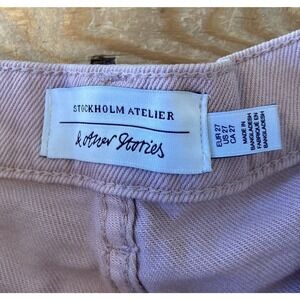 STOCKHOLM ATELIER
& Other Stories
EUR 27
US 27
CA 27
MADE IN
BANGLADESH
FABRIQUÉ EN
BANGLADESH